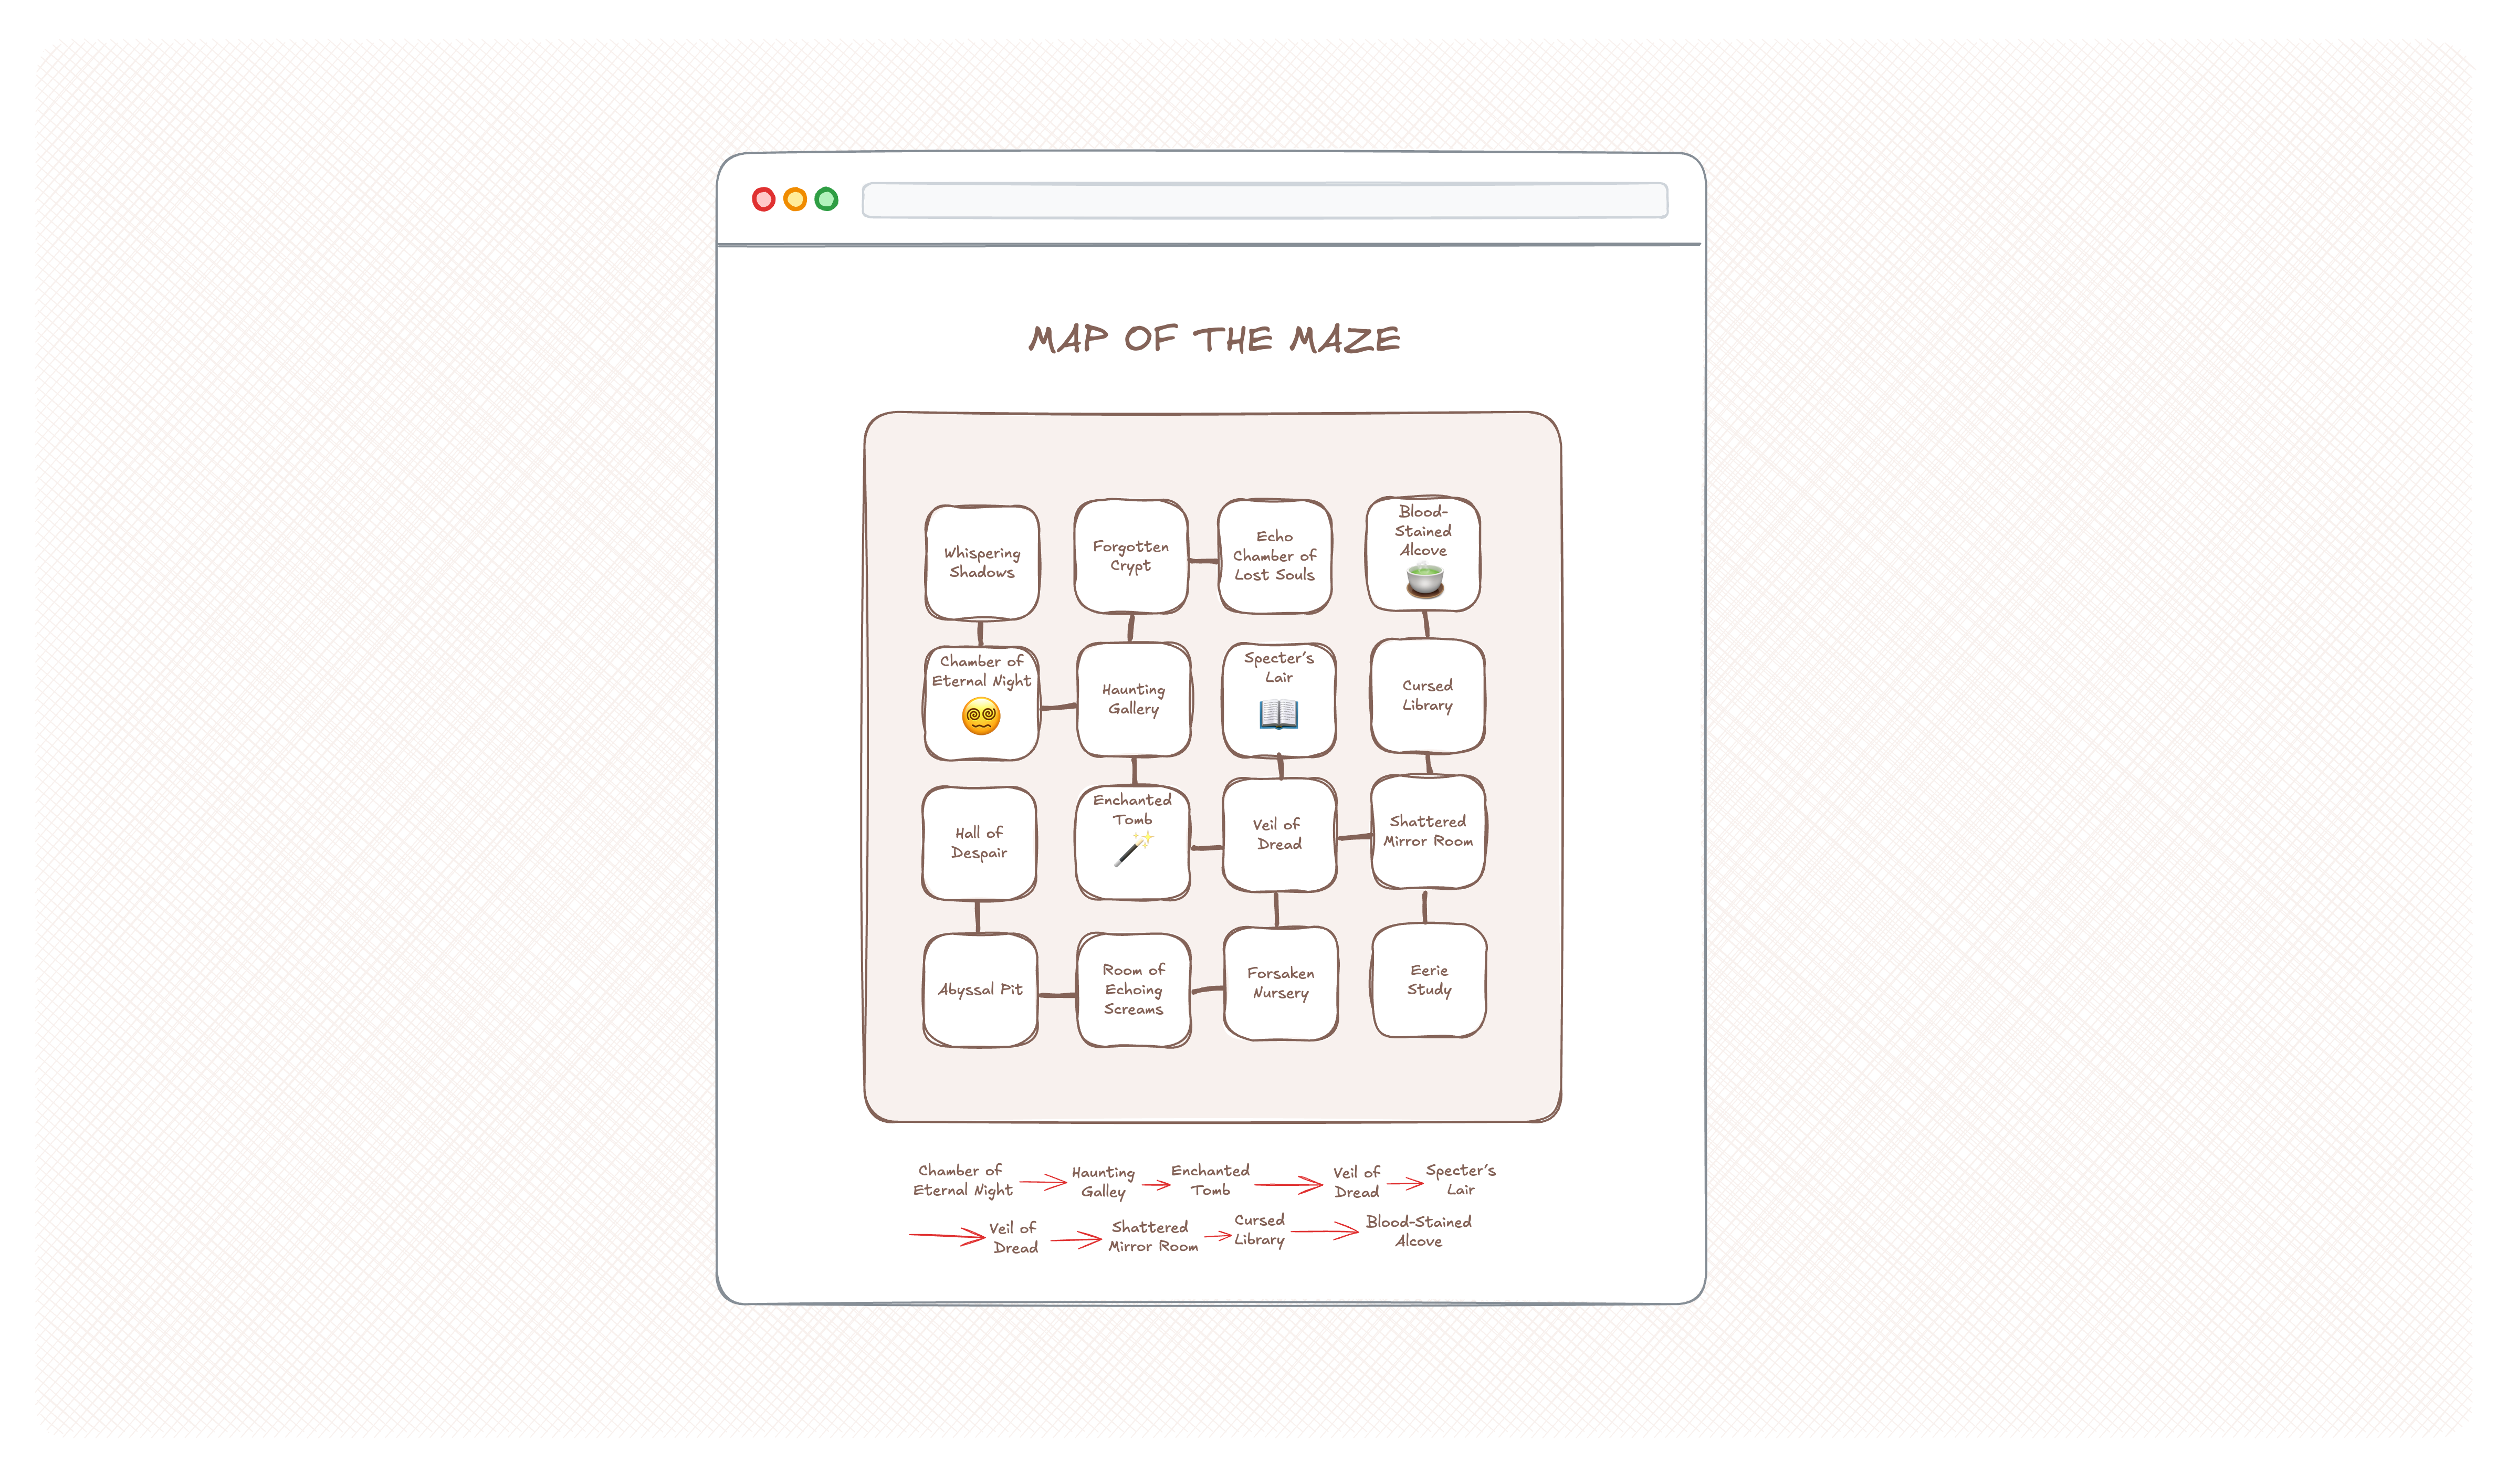 MAP OF THE MAZE
Whispering
Shadows
Forgotten
Crypt
Echo
Chamber of
Lost Souls
Blood-
Stained
Alcove
Chamber of
Eternal Night
Haunting
Gallery
Specter's
Lair
Cursed
Library
Hall of
Despair
Enchanted
Tomb
Veil of
Dread
Shattered
Mirror Room
Abyssal Pit
Room of
Echoing
Screams
Forsaken
Nursery
Eerie
Study
Chamber of
Eternal Night
Haunting
Galley
Enchanted
Tomb
Veil of
Dread
Specter's
Lair
Veil of
Dread
Shattered
Mirror Room
Cursed
Library
Blood-Stained
Alcove